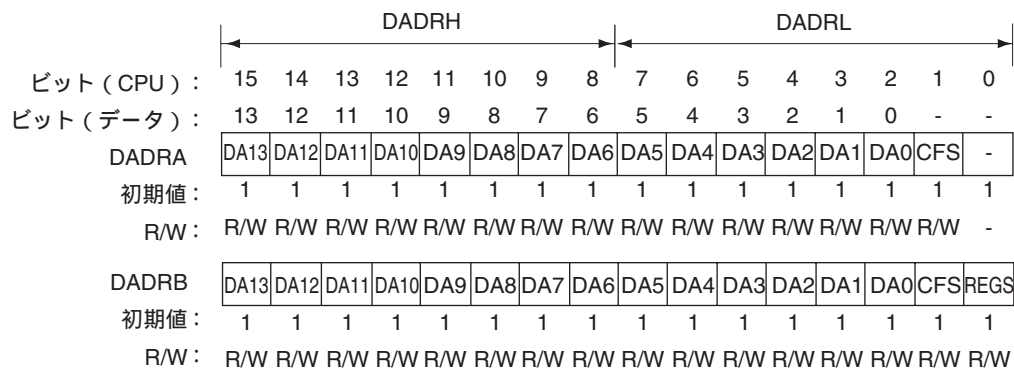 DADRH DADRL
ビット（CPU）： 15 14 13 12 11 10 9 8 7 6 5 4 3 2 1 0
ビット（データ）： 13 12 11 10 9 8 7 6 5 4 3 2 1 0 - -
DADRA DA13 DA12 DA11 DA10 DA9 DA8 DA7 DA6 DA5 DA4 DA3 DA2 DA1 DA0 CFS -
初期値： 1 1 1 1 1 1 1 1 1 1 1 1 1 1 1 1
R/W： R/W R/W R/W R/W R/W R/W R/W R/W R/W R/W R/W R/W R/W R/W R/W -
DADRB DA13 DA12 DA11 DA10 DA9 DA8 DA7 DA6 DA5 DA4 DA3 DA2 DA1 DA0 CFS REGS
初期値： 1 1 1 1 1 1 1 1 1 1 1 1 1 1 1 1
R/W： R/W R/W R/W R/W R/W R/W R/W R/W R/W R/W R/W R/W R/W R/W R/W R/W